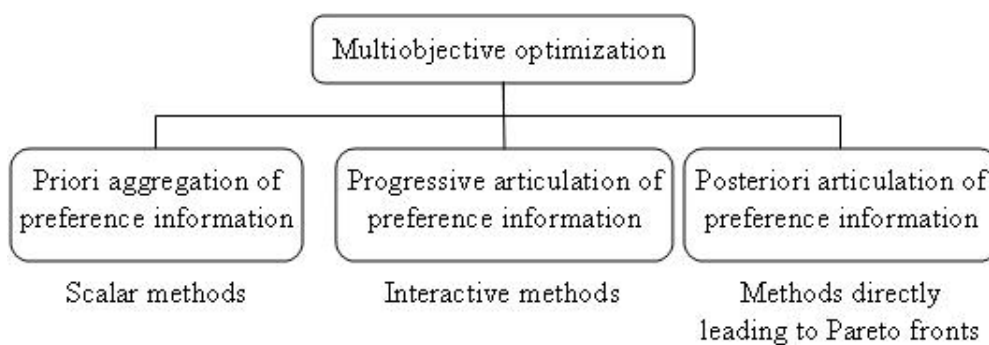 Multiobjective optimization
Priori aggregation of
preference information
Progressive articulation of
preference information
Posteriori articulation of
preference information
Scalar methods
Interactive methods
Methods directly
leading to Pareto fronts